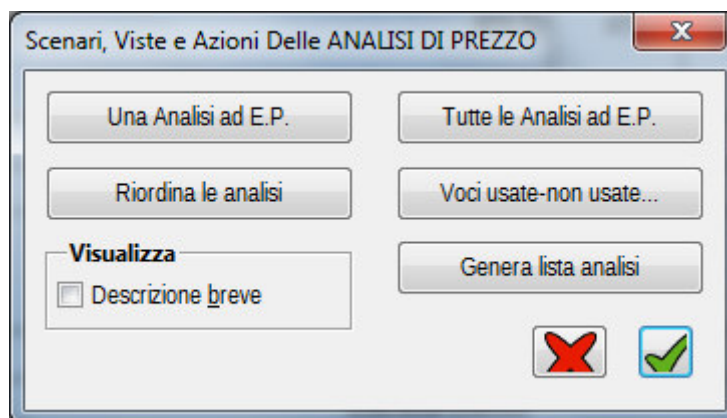 Scenari, Viste e Azioni Delle ANALISI DI PREZZO
Una Analisi ad E.P.
Tutte le Analisi ad E.P.
Riordina le analisi
Voci usate-non usate...
Visualizza
Descrizione breve
Genera lista analisi